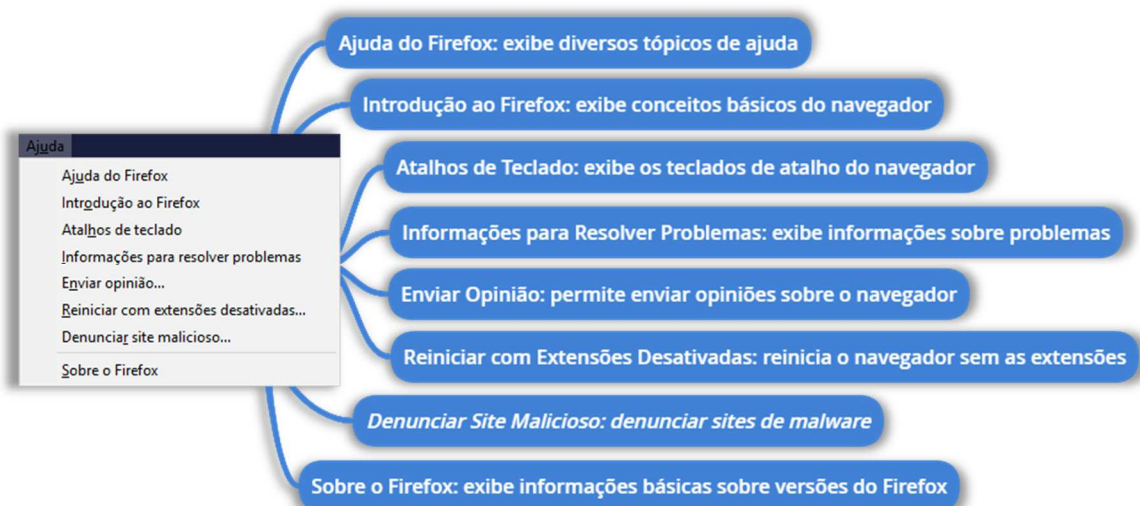 Ajuda
Ajuda do Firefox
Introdução ao Firefox
Atalhos de teclado
Informações para resolver problemas
Enviar opinião...
Reiniciar com extensões desativadas...
Denunciar site malicioso...
Sobre o Firefox
Ajuda do Firefox: exibe diversos tópicos de ajuda
Introdução ao Firefox: exibe conceitos básicos do navegador
Atalhos de Teclado: exibe os teclados de atalho do navegador
Informações para Resolver Problemas: exibe informações sobre problemas
Enviar Opinião: permite enviar opiniões sobre o navegador
Reiniciar com Extensões Desativadas: reinicia o navegador sem as extensões
Denunciar Site Malicioso: denunciar sites de malware
Sobre o Firefox: exibe informações básicas sobre versões do Firefox